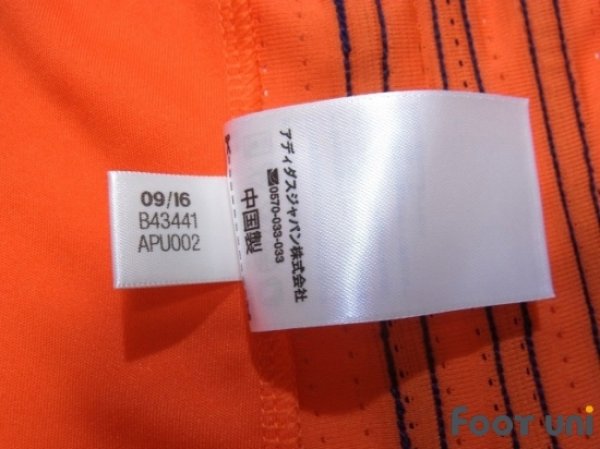 09/16
B43441
APU002
アディダスジャパン株式会社
☎0570-033-033
中国製
FOOT uni